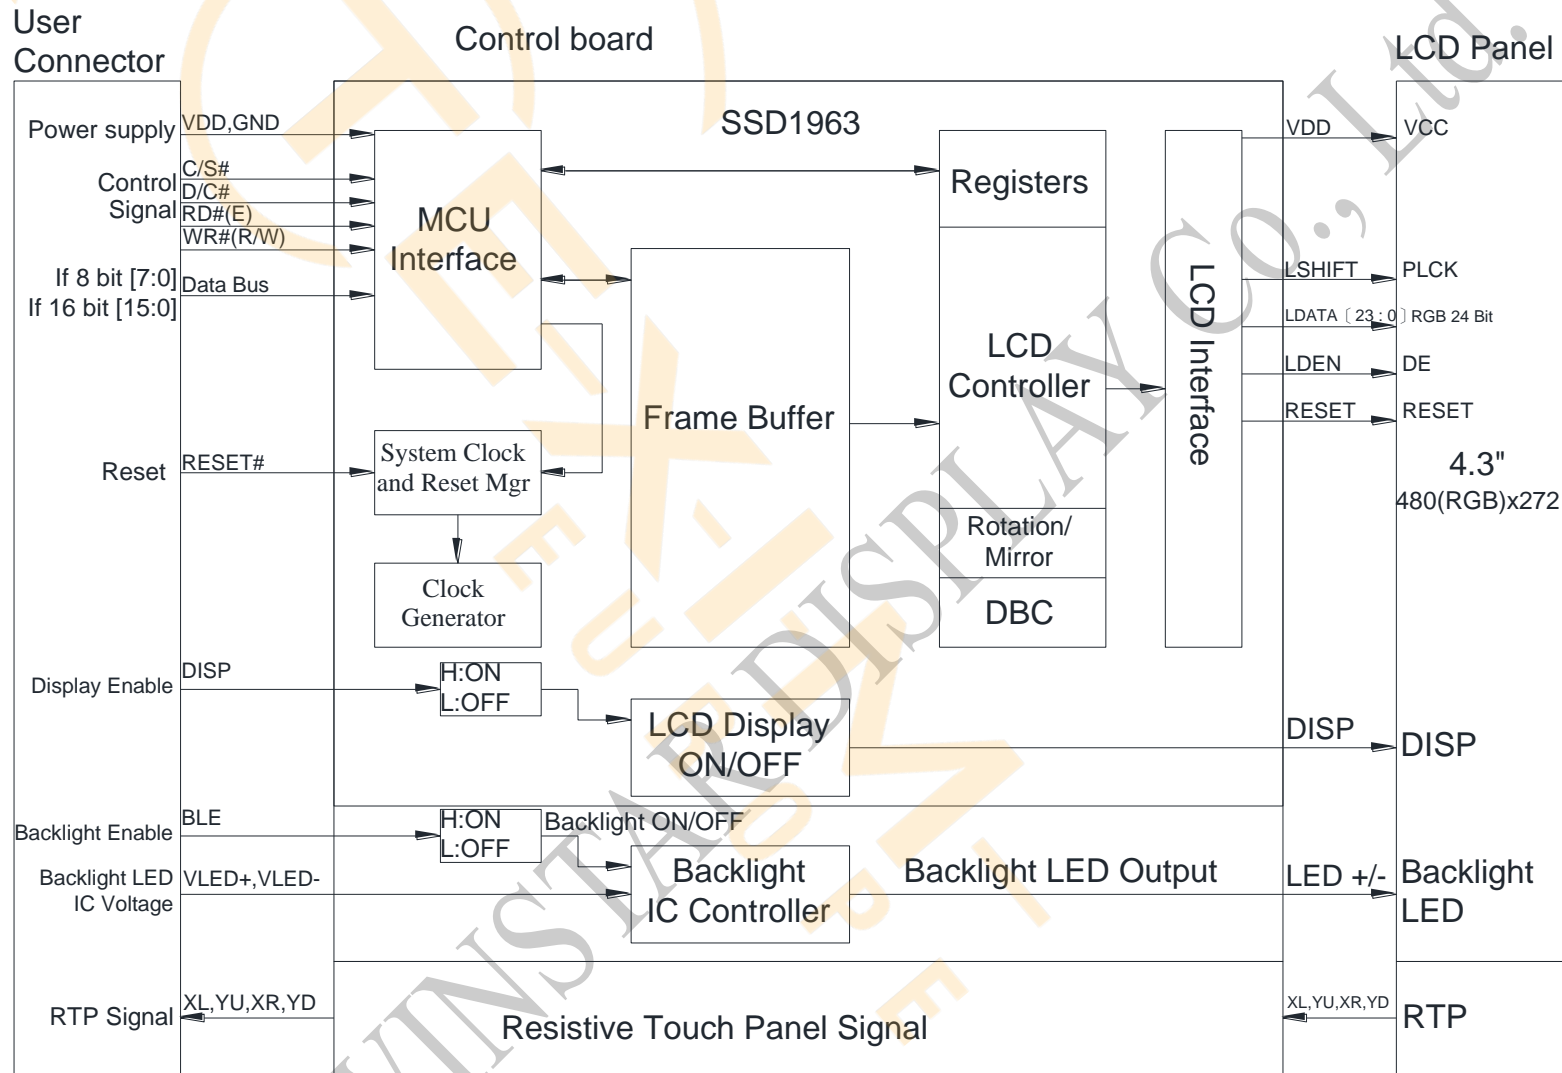 User
Connector
Control board
LCD Panel
SSD1963
Power supply
VDD,GND
Control
Signal
C/S#
D/C#
RD#(E)
WR#(R/W)
If 8 bit [7:0]
If 16 bit [15:0]
Data Bus
MCU
Interface
Registers
LCD
Controller
Rotation/
Mirror
DBC
LCD Interface
Frame Buffer
VDD
VCC
LSHIFT
PLCK
LDATA〔23:0〕
RGB 24 Bit
LDEN
DE
RESET
RESET
4.3"
480(RGB)x272
Reset
RESET#
System Clock
and Reset Mgr
Clock
Generator
Display Enable
DISP
H:ON
L:OFF
LCD Display
ON/OFF
DISP
DISP
Backlight Enable
BLE
H:ON
L:OFF
Backlight ON/OFF
Backlight LED
IC Voltage
VLED+,VLED-
Backlight
IC Controller
Backlight LED Output
LED +/-
Backlight
LED
RTP Signal
XL,YU,XR,YD
Resistive Touch Panel Signal
XL,YU,XR,YD
RTP
WINSTAR DISPLAY Co., Ltd.
TEXIM
EUROPE